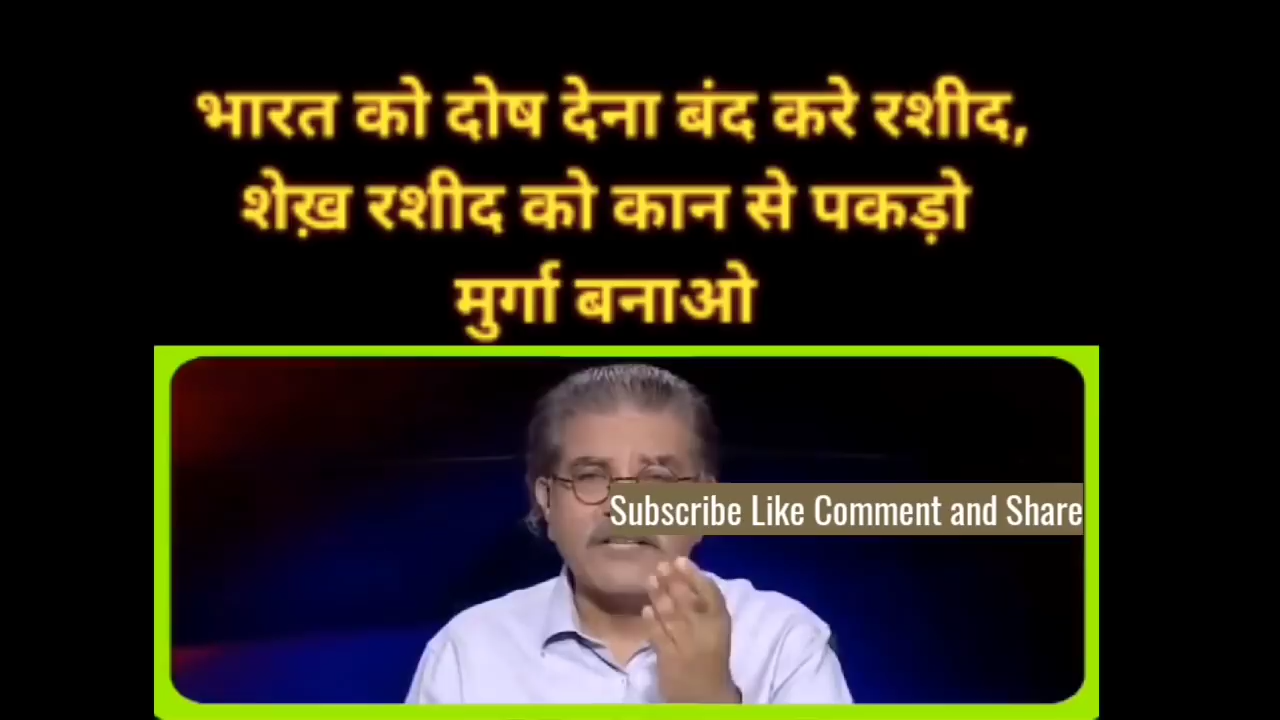 भारत को दोष देना बंद करे रशीद,
शेख़ रशीद को कान से पकड़ो
मुर्गा बनाओ
Subscribe Like Comment and Share